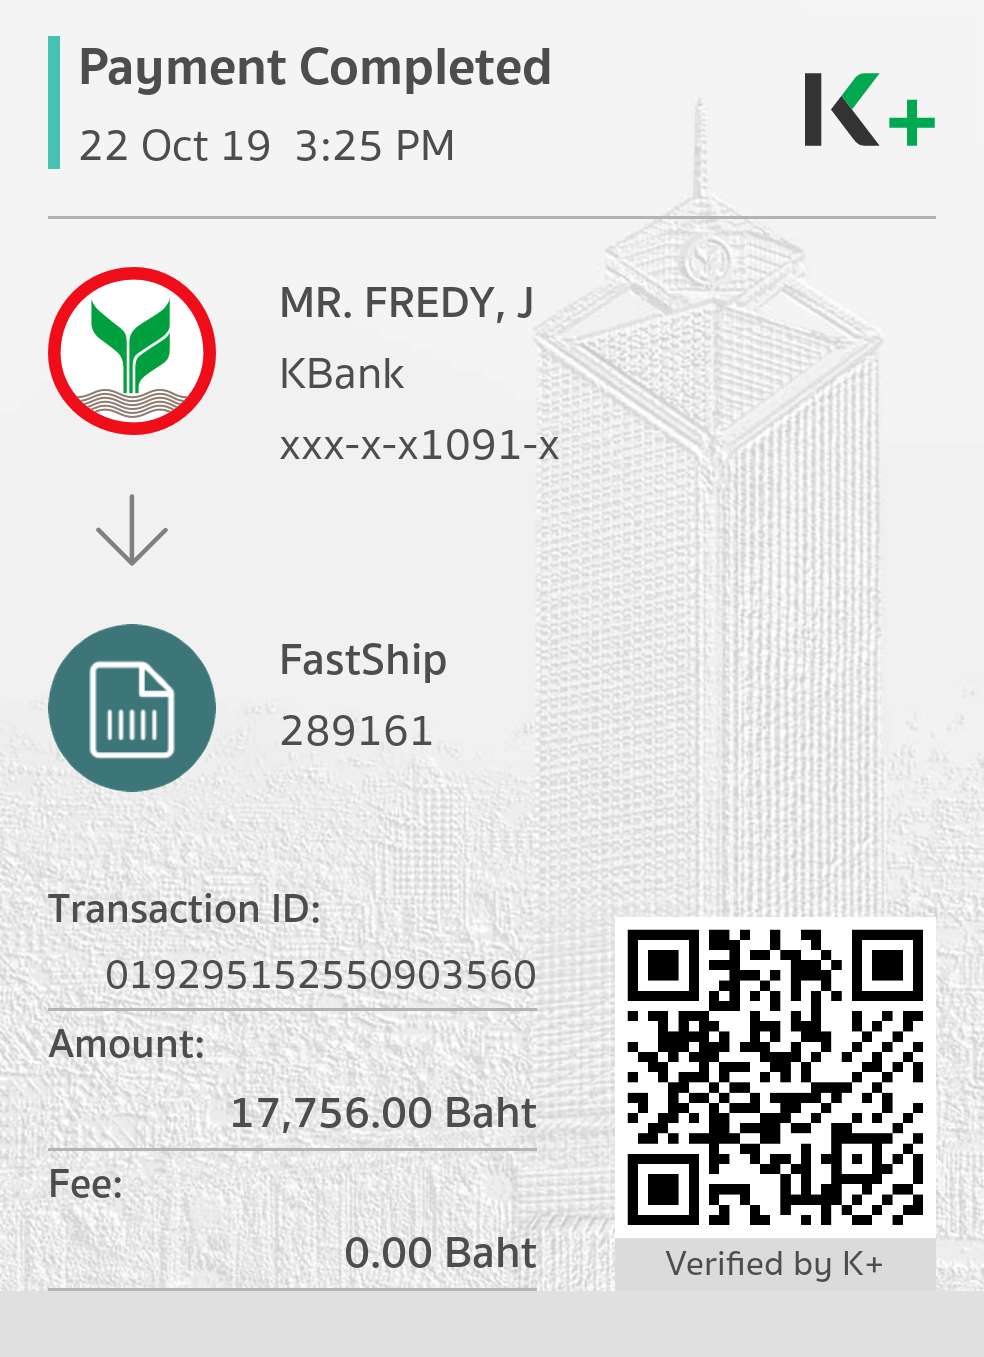 Payment Completed
22 Oct 19 3:25 PM
K+
MR. FREDY, J
KBank
xxx-x-x1091-x
FastShip
289161
Transaction ID:
019295152550903560
Amount:
17,756.00 Baht
Fee:
0.00 Baht
Verified by K+